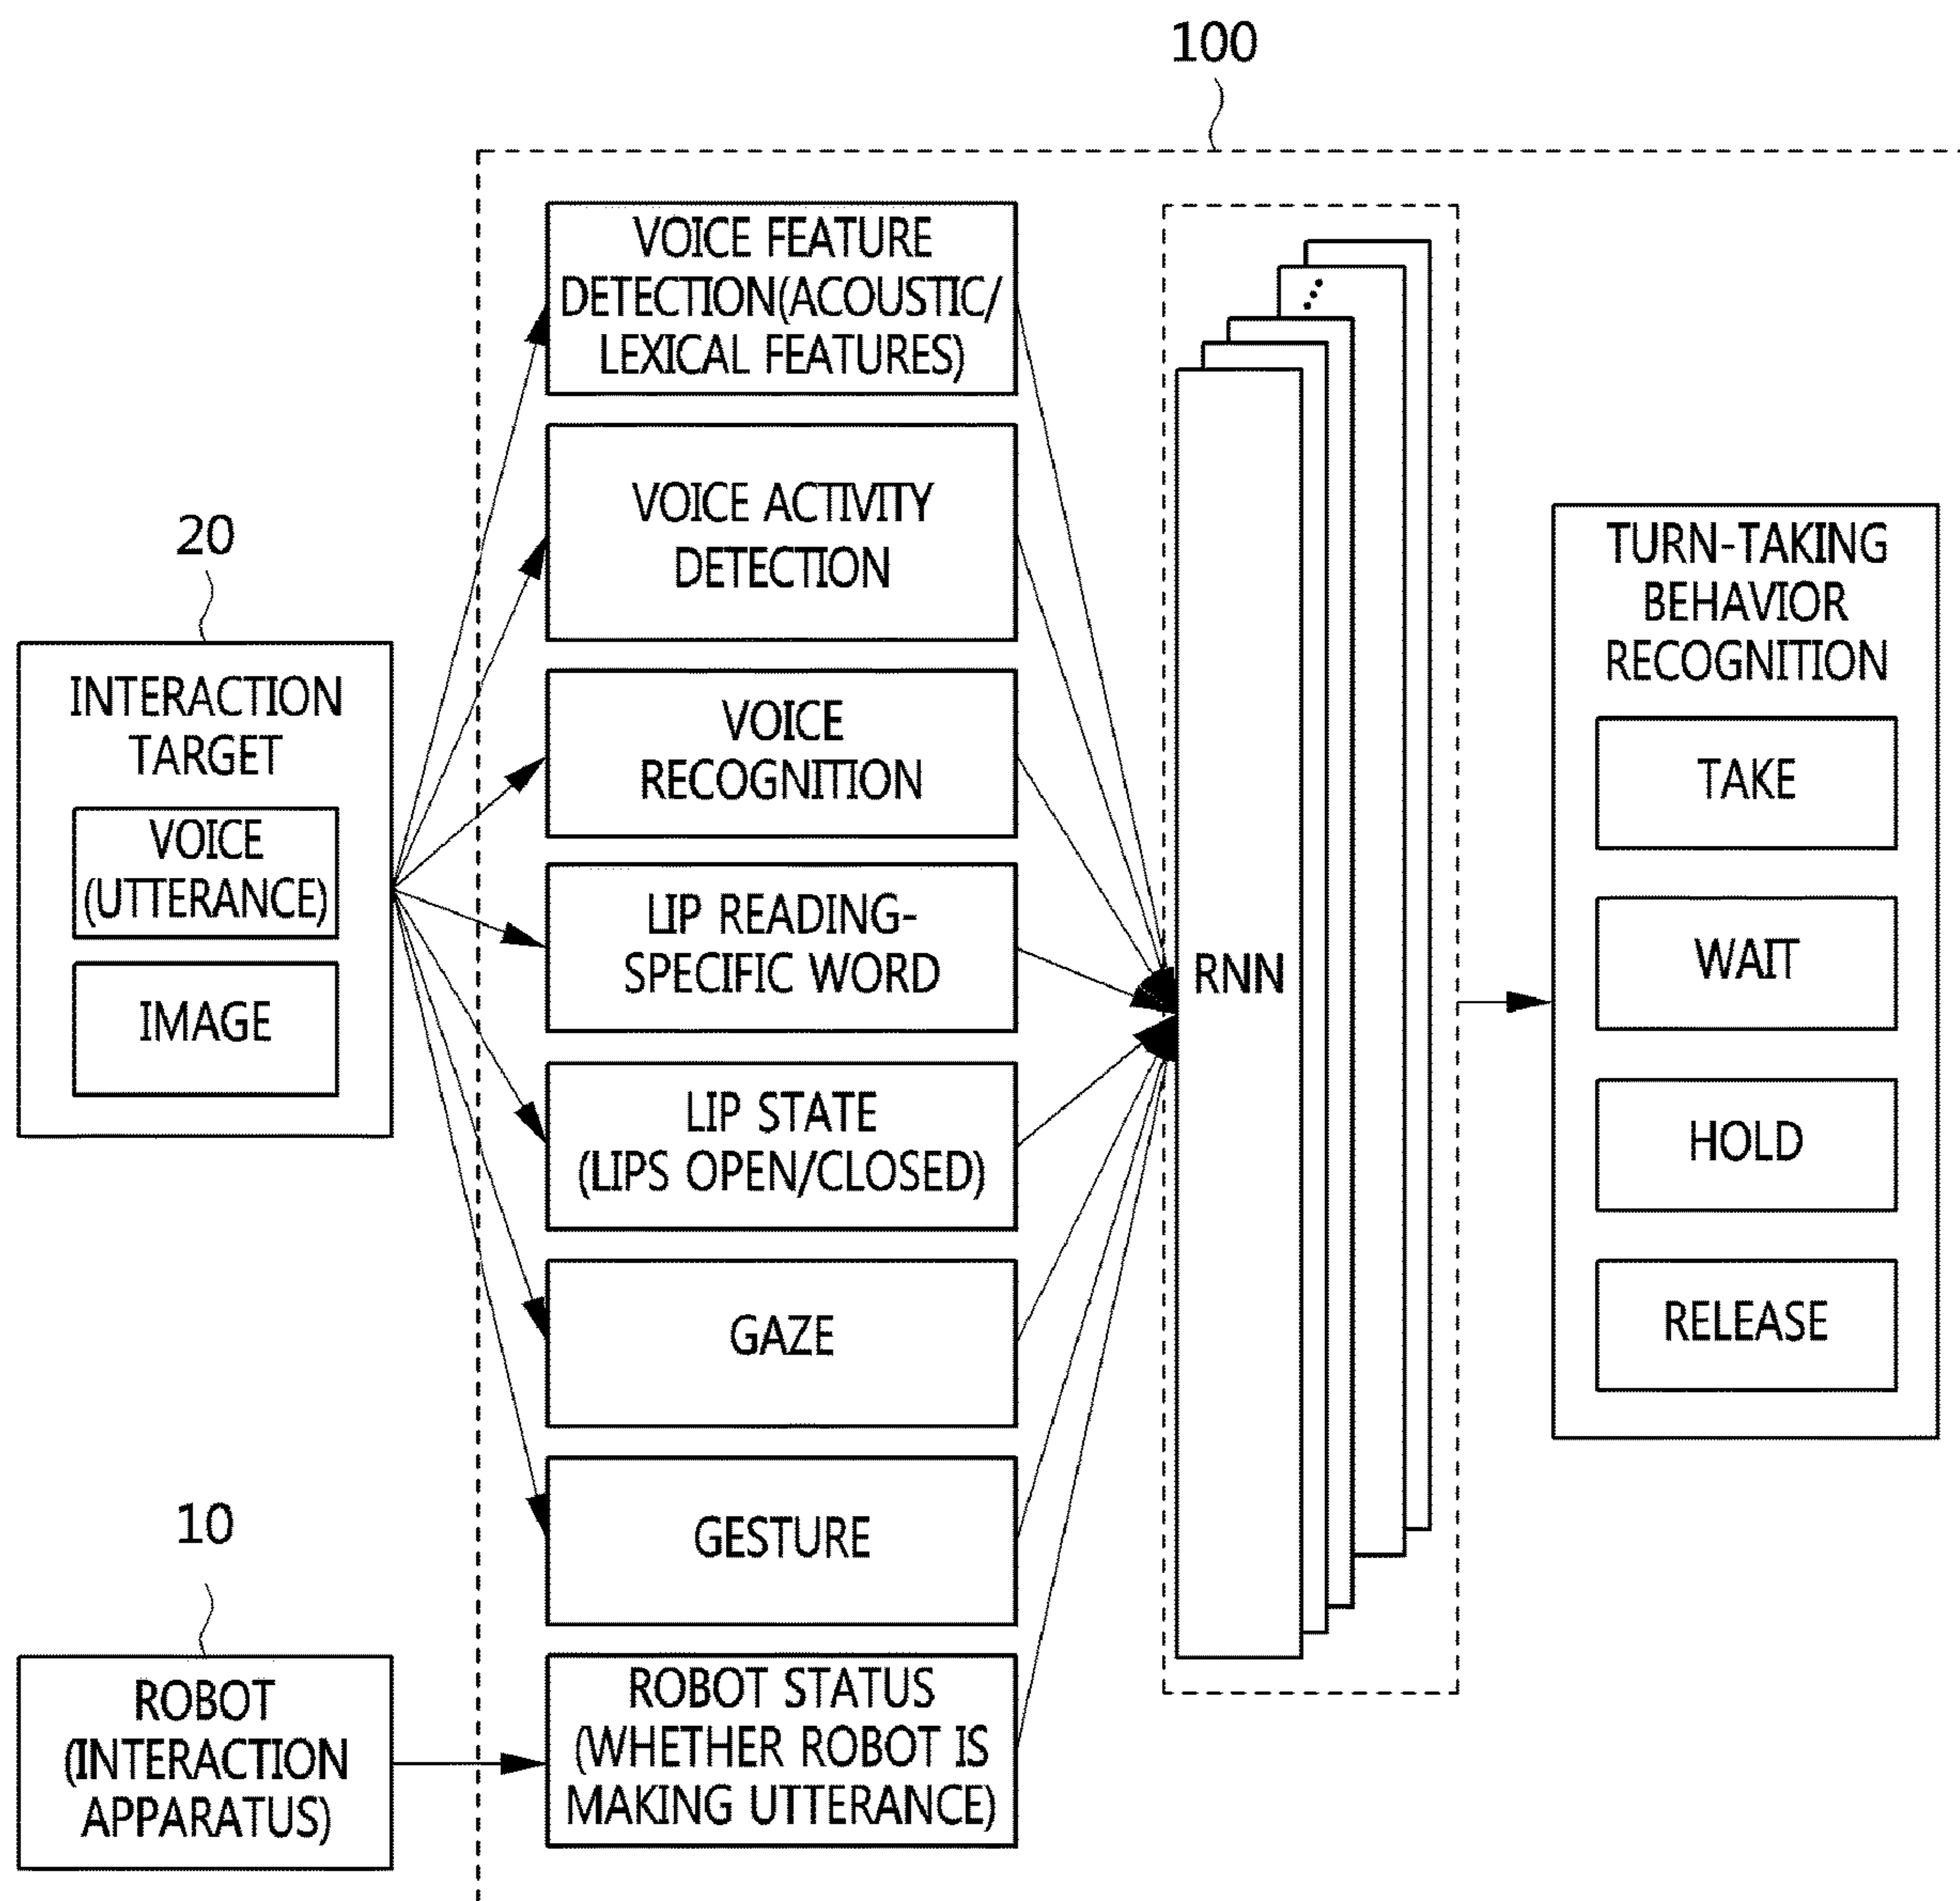 100
VOICE FEATURE
DETECTION(ACOUSTIC/
LEXICAL FEATURES)
VOICE ACTIVITY
DETECTION
20
INTERACTION
TARGET
VOICE
(UTTERANCE)
IMAGE
VOICE
RECOGNITION
LIP READING-
SPECIFIC WORD
LIP STATE
(LIPS OPEN/CLOSED)
GAZE
GESTURE
10
ROBOT
(INTERACTION
APPARATUS)
ROBOT STATUS
(WHETHER ROBOT IS
MAKING UTTERANCE)
RNN
TURN-TAKING
BEHAVIOR
RECOGNITION
TAKE
WAIT
HOLD
RELEASE